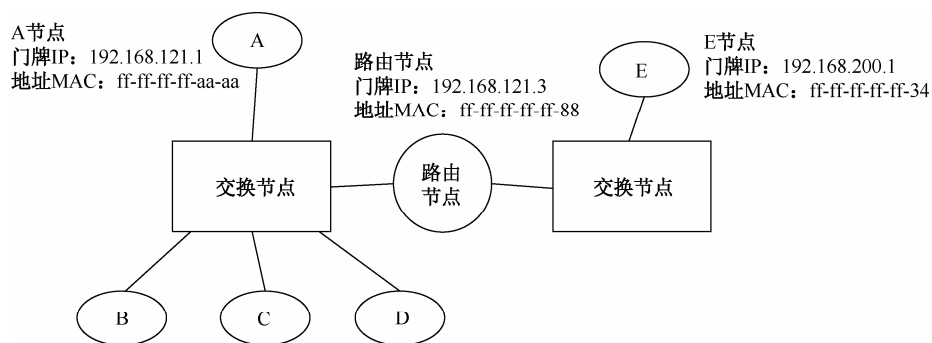 A节点
门牌IP：192.168.121.1
地址MAC：ff-ff-ff-ff-aa-aa
A
路由节点
门牌IP：192.168.121.3
地址MAC：ff-ff-ff-ff-ff-88
E
E节点
门牌IP：192.168.200.1
地址MAC：ff-ff-ff-ff-ff-34
交换节点
路由
节点
交换节点
B
C
D